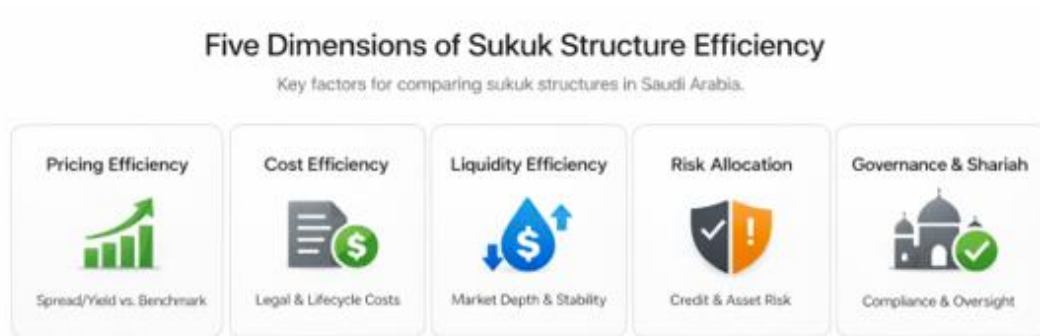 Five Dimensions of Sukuk Structure Efficiency
Key factors for comparing sukuk structures in Saudi Arabia.
Pricing Efficiency
Spread/Yield vs. Benchmark
Cost Efficiency
$
Legal & Lifecycle Costs
Liquidity Efficiency
$
Market Depth & Stability
Risk Allocation
!
Credit & Asset Risk
Governance & Shariah
Compliance & Oversight